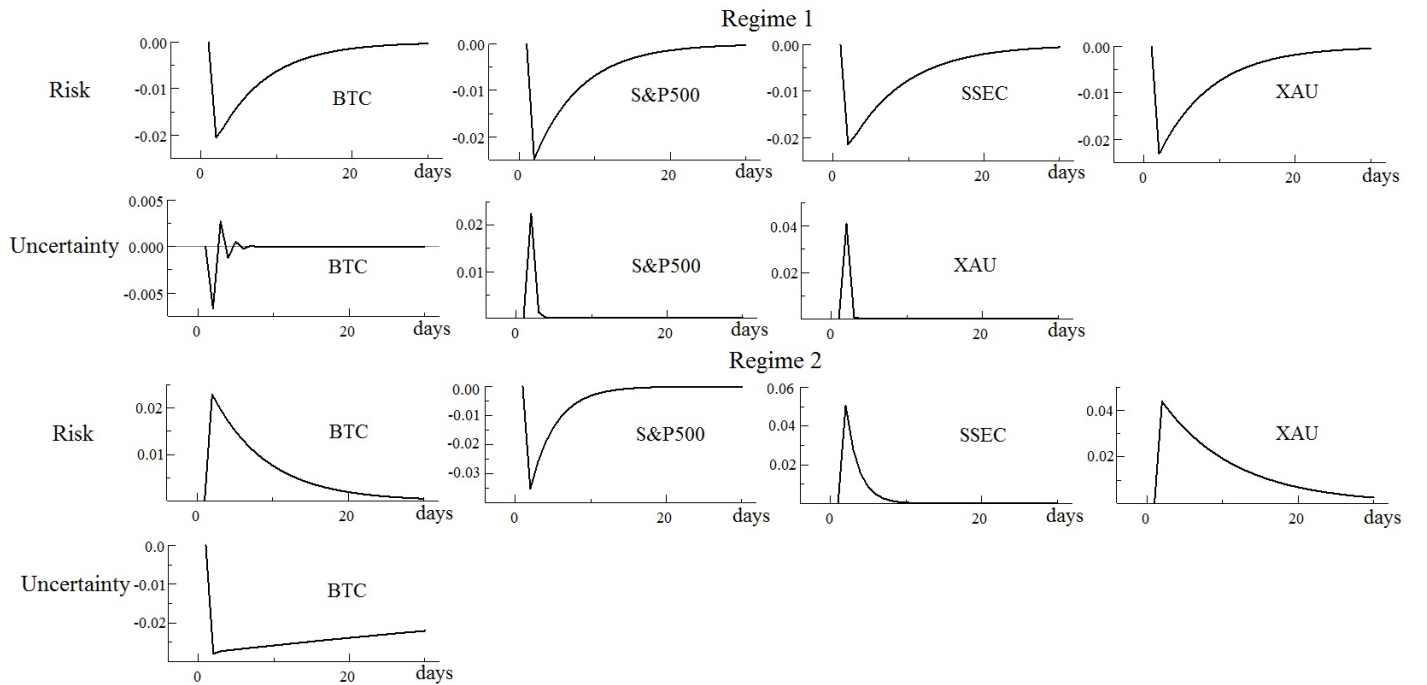 Regime 1
Risk
0.00
-0.01
-0.02
BTC
0 20 days
0.00
-0.01
-0.02
S&P500
0 20 days
0.00
-0.01
-0.02
SSEC
0 20 days
0.00
-0.01
-0.02
XAU
0 20 days
Uncertainty
0.005
0.000
-0.005
BTC
0 20 days
0.02
0.01
S&P500
0 20 days
0.04
0.02
XAU
0 20 days
Regime 2
Risk
0.02
0.01
BTC
0 20 days
0.00
-0.01
-0.02
-0.03
S&P500
0 20 days
0.06
0.04
0.02
SSEC
0 20 days
0.04
0.02
XAU
0 20 days
Uncertainty
0.0
-0.01
-0.02
BTC
0 20 days